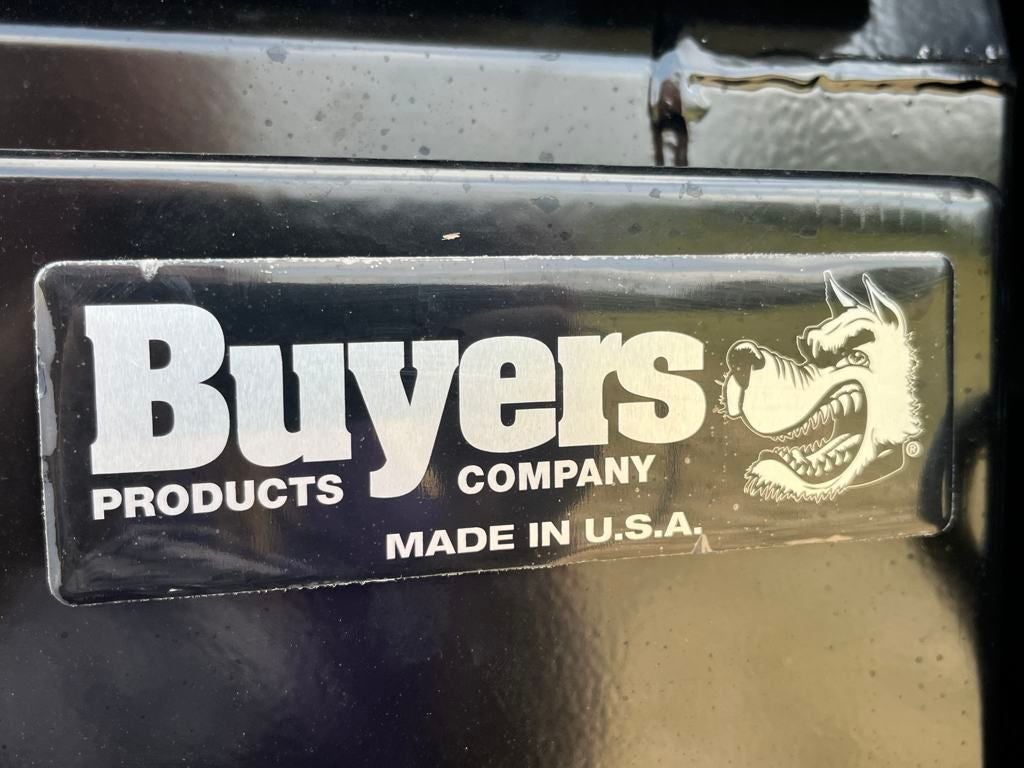 Buyers
PRODUCTS COMPANY
MADE IN U.S.A.
®